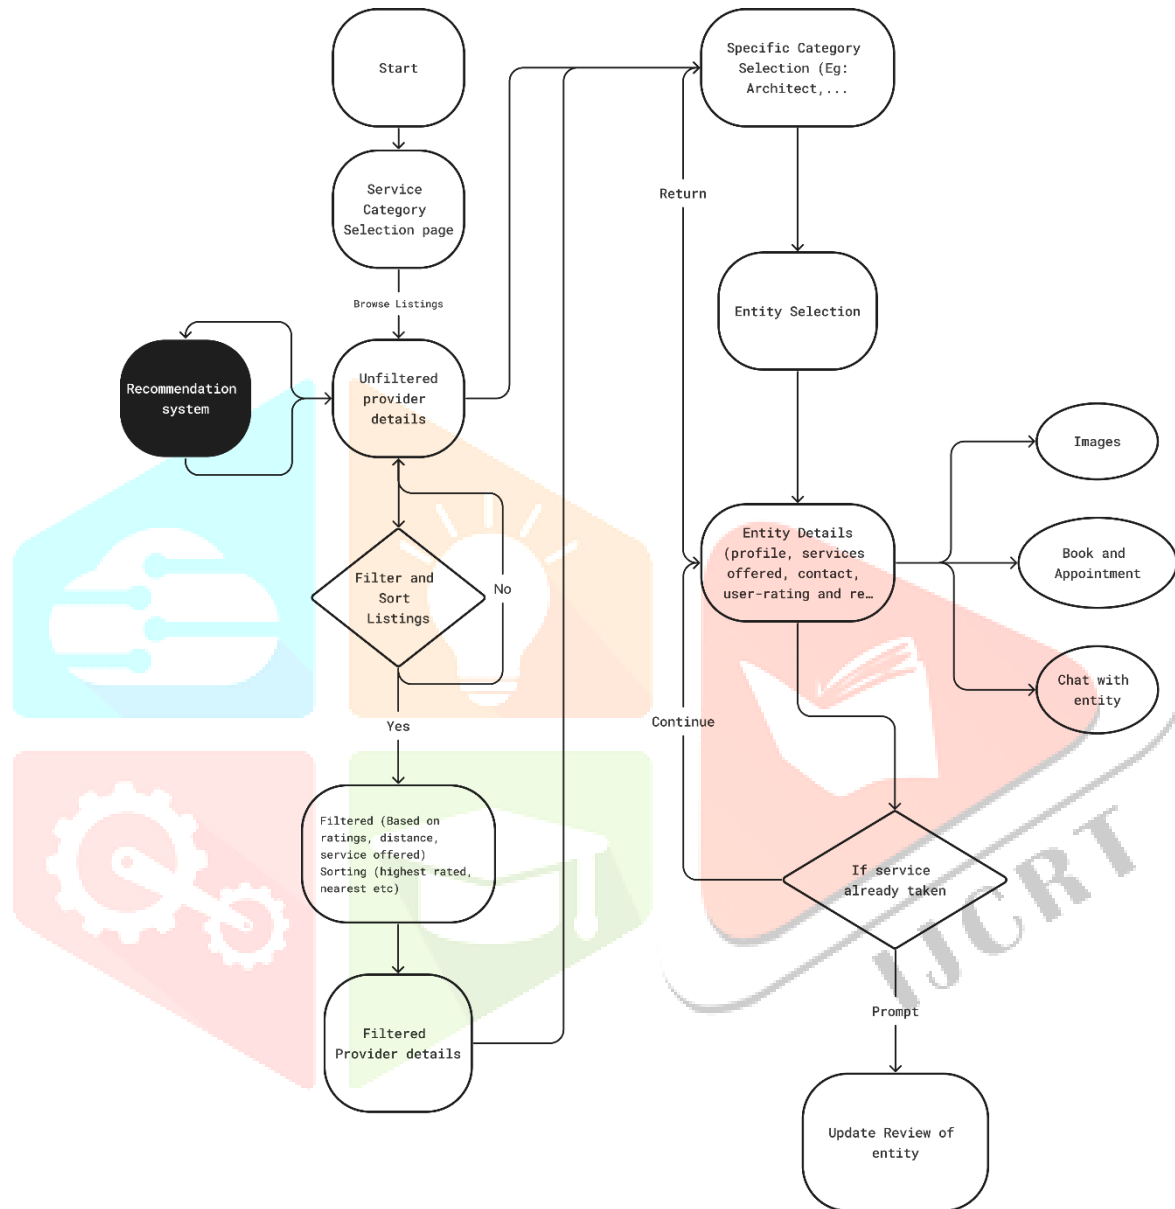 Start
Service
Category
Selection page
Browse Listings
Recommendation
system
Unfiltered
provider
details
Filter and
Sort
Listings
No
Yes
Filtered (Based on
ratings, distance,
service offered)
Sorting (highest rated,
nearest etc)
Filtered
Provider details
Specific Category
Selection (Eg:
Architect,...
Return
Entity Selection
Entity Details
(profile, services
offered, contact,
user-rating and re…
Images
Book and
Appointment
Chat with
entity
Continue
If service
already taken
Prompt
Update Review of
entity
IJCRT